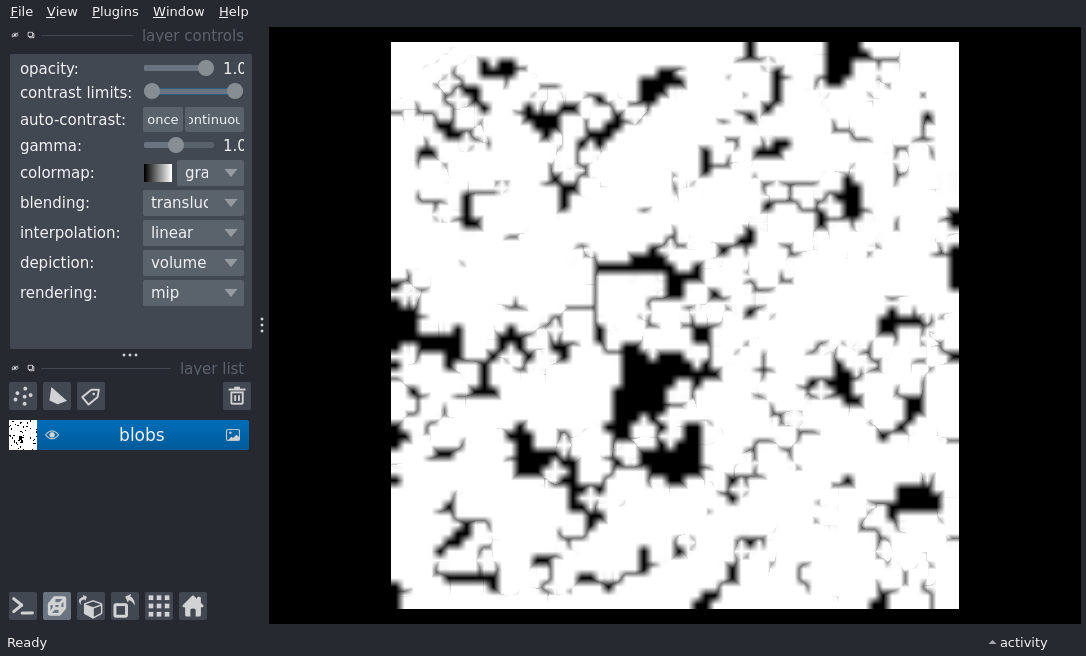 File View Plugins Window Help
layer controls
opacity: 1.0
contrast limits:
auto-contrast: once ontinuou
gamma: 1.0
colormap: gra
blending: transluc
interpolation: linear
depiction: volume
rendering: mip
layer list
blobs
Ready
activity